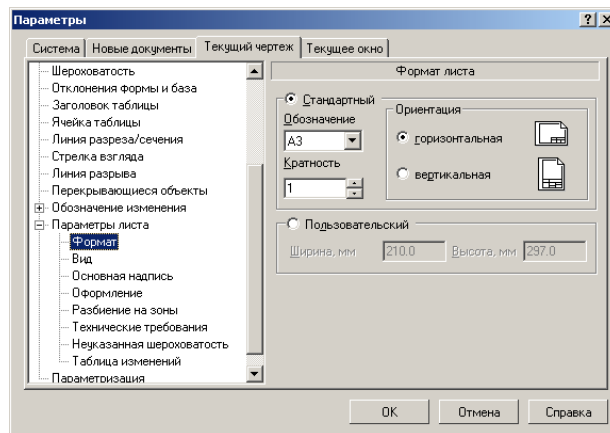 Параметры
Система Новые документы Текущий чертеж Текущее окно
Шероховатость
Отклонения формы и база
Заголовок таблицы
Ячейка таблицы
Линия разреза/сечения
Стрелка взгляда
Линия разрыва
Перекрывающиеся объекты
Обозначение изменения
Параметры листа
Формат
Вид
Основная надпись
Оформление
Разбиение на зоны
Технические требования
Неуказанная шероховатость
Таблица изменений
Параметризация
Формат листа
Стандартный
Обозначение
A3
Кратность
1
Ориентация
горизонтальная
вертикальная
Пользовательский
Ширина, мм 210.0 Высота, мм 297.0
OK Отмена Справка